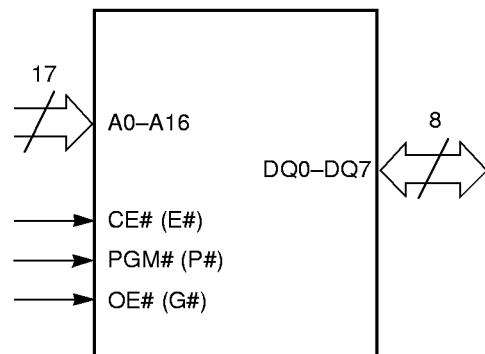 17
8
A0–A16
DQ0–DQ7
CE# (E#)
PGM# (P#)
OE# (G#)